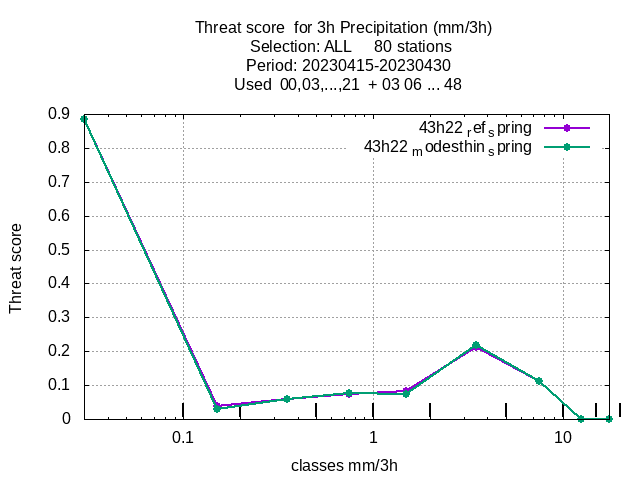 Threat score  for 3h Precipitation (mm/3h)
Selection: ALL     80 stations
Period: 20230415-20230430
Used  00,03,...,21  + 03 06 ... 48
0.9
0.8
0.7
0.6
0.5
0.4
0.3
0.2
0.1
0
Threat score
43h22 ref spring
43h22 modesthin spring
0.1
1
10
classes mm/3h